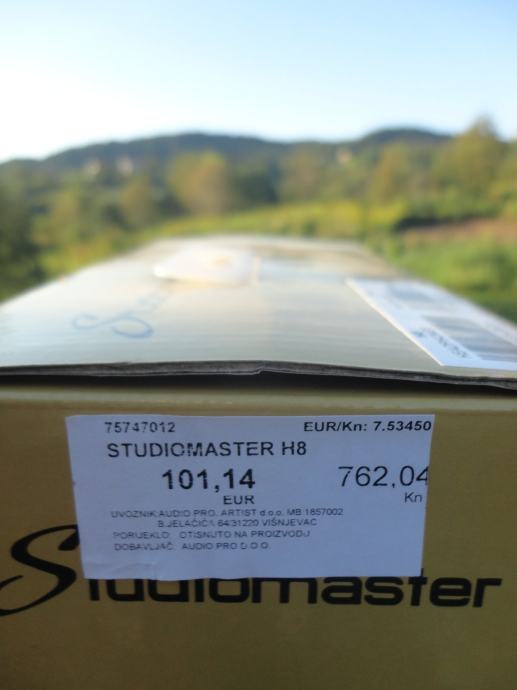 75747012 EUR/Kn: 7.53450
STUDIOMASTER H8
101,14 762,04
EUR Kn
UVOZNIK:AUDIO PRO. ARTIST d.o.o. MB:1857002
B.JELAČIĆA 64/31220 VIŠNJEVAC
PORIJEKLO: OTISNUTO NA PROIZVODU
DOBAVLJAČ: AUDIO PRO D.O.O.
Studiomaster